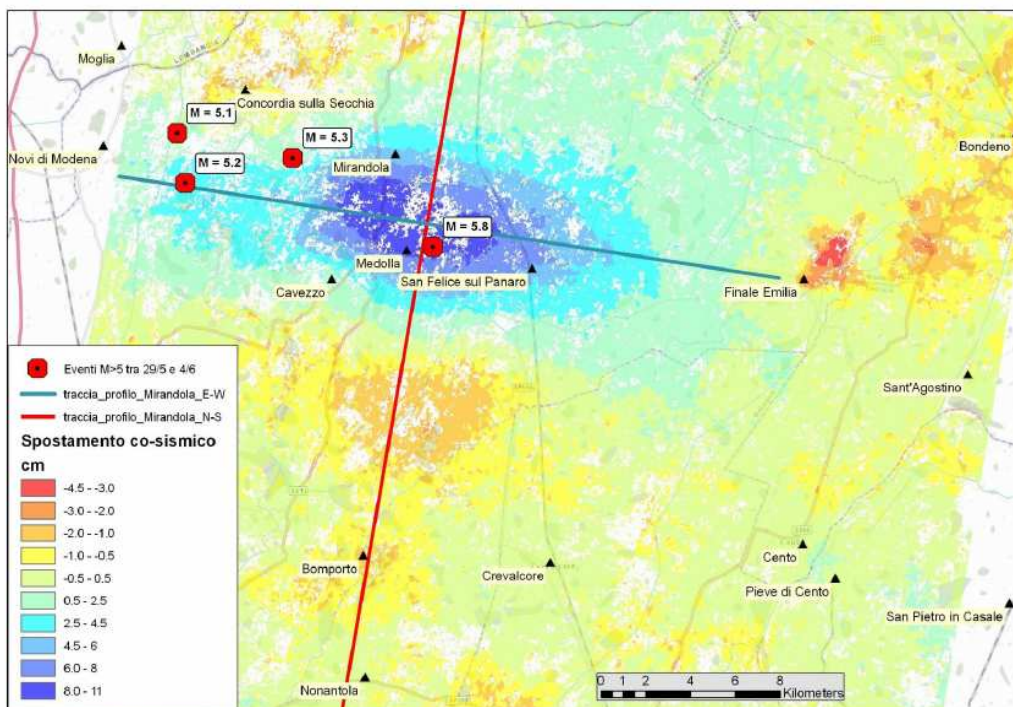 Moglia
LOMBARDIA
Concordia sulla Secchia
M = 5.1
M = 5.3
Novi di Modena
M = 5.2
Mirandola
Bondeno
M = 5.8
Medolla
San Felice sul Panaro
Cavezzo
Finale Emilia
Sant'Agostino
Eventi M>5 tra 29/5 e 4/6
traccia_profilo_Mirandola_E-W
traccia_profilo_Mirandola_N-S
Spostamento co-sismico
cm
-4.5 - -3.0
-3.0 - -2.0
-2.0 - -1.0
-1.0 - -0.5
-0.5 - 0.5
0.5 - 2.5
2.5 - 4.5
4.5 - 6
6.0 - 8
8.0 - 11
Bomporto
Crevalcore
Cento
Pieve di Cento
San Pietro in Casale
Nonantola
0 1 2 4 6 8
Kilometers